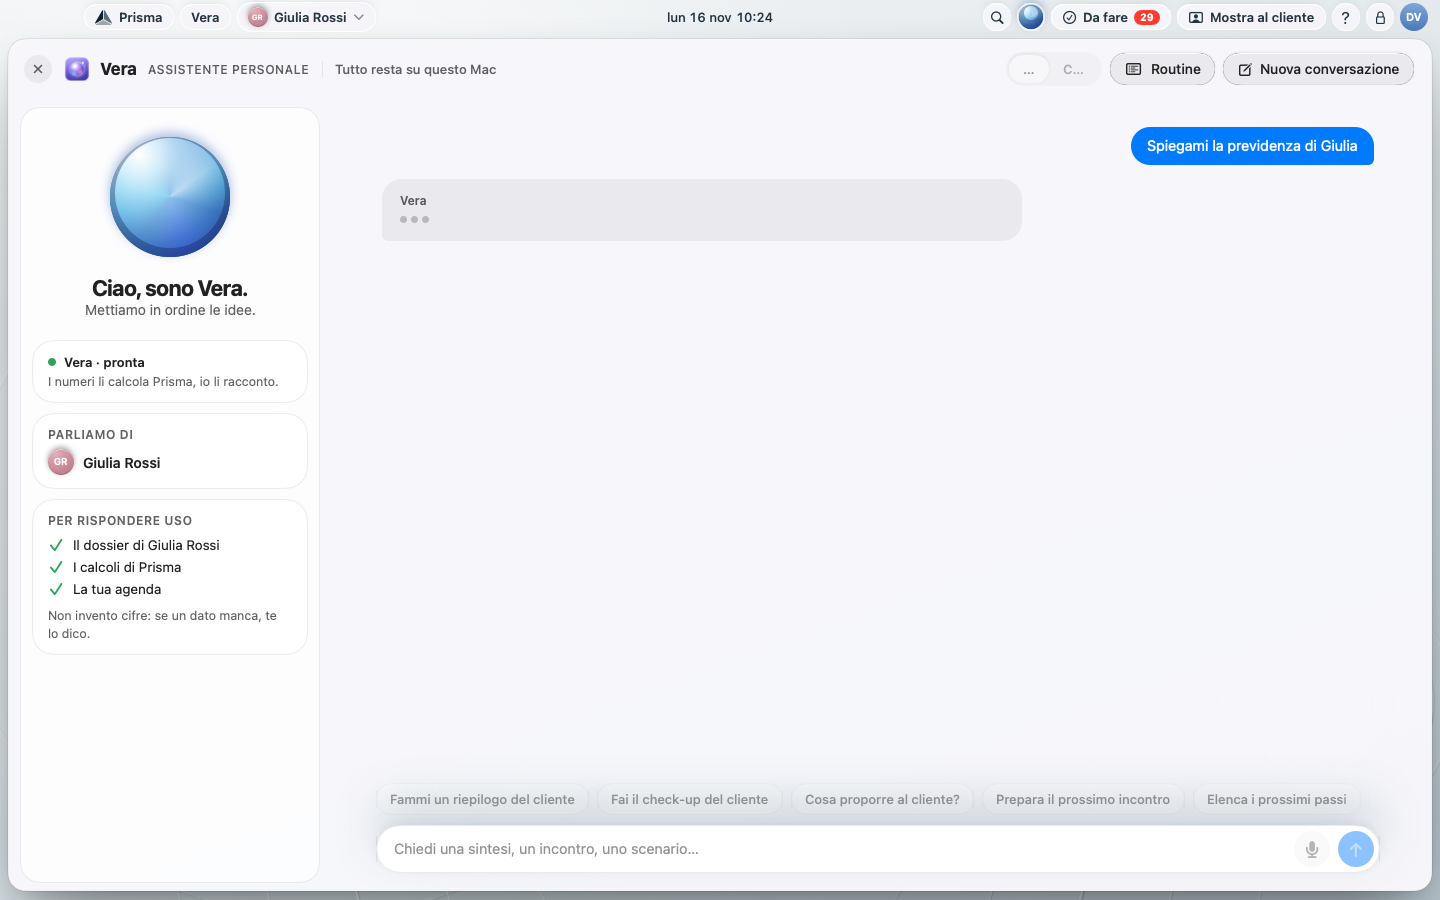 Prisma
Vera
GR Giulia Rossi
lun 16 nov 10:24
Da fare 29
Mostra al cliente
?
DV
Vera ASSISTENTE PERSONALE
Tutto resta su questo Mac
...
C...
Routine
Nuova conversazione
Ciao, sono Vera.
Mettiamo in ordine le idee.
Vera · pronta
I numeri li calcola Prisma, io li racconto.
PARLIAMO DI
GR Giulia Rossi
PER RISPONDERE USO
Il dossier di Giulia Rossi
I calcoli di Prisma
La tua agenda
Non invento cifre: se un dato manca, te
lo dico.
Spiegami la previdenza di Giulia
Vera
Fammi un riepilogo del cliente
Fai il check-up del cliente
Cosa proporre al cliente?
Prepara il prossimo incontro
Elenca i prossimi passi
Chiedi una sintesi, un incontro, uno scenario...